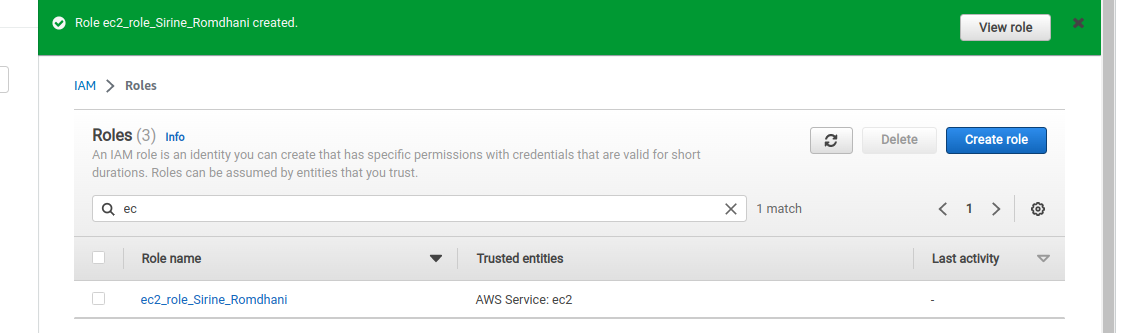 Role ec2_role_Sirine_Romdhani created.
View role
IAM > Roles
Roles (3) Info
An IAM role is an identity you can create that has specific permissions with credentials that are valid for short
durations. Roles can be assumed by entities that you trust.
Delete
Create role
ec
1 match
1
Role name
Trusted entities
Last activity
ec2_role_Sirine_Romdhani
AWS Service: ec2
-